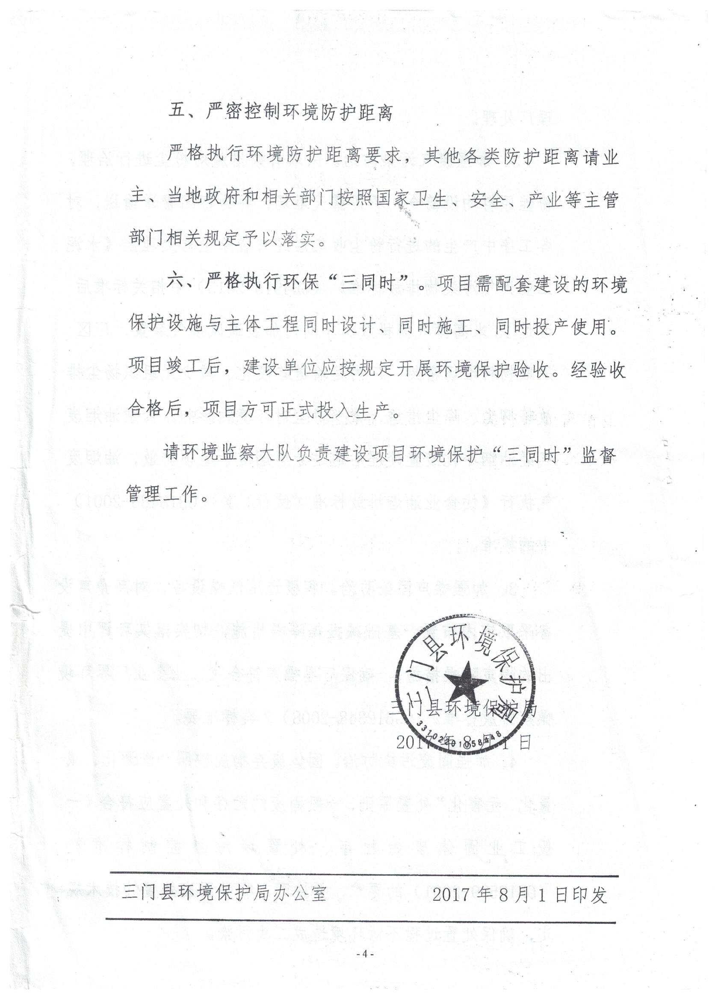 五、严密控制环境防护距离
严格执行环境防护距离要求，其他各类防护距离请业
主、当地政府和相关部门按照国家卫生、安全、产业等主管
部门相关规定予以落实。
六、严格执行环保“三同时”。项目需配套建设的环境
保护设施与主体工程同时设计、同时施工、同时投产使用。
项目竣工后，建设单位应按规定开展环境保护验收。经验收
合格后，项目方可正式投入生产。
请环境监察大队负责建设项目环境保护“三同时”监督
管理工作。
三门县环境保护局
三门县环境保护局
2017年8月1日
三门县环境保护局办公室 2017年8月1日印发
- 4 -